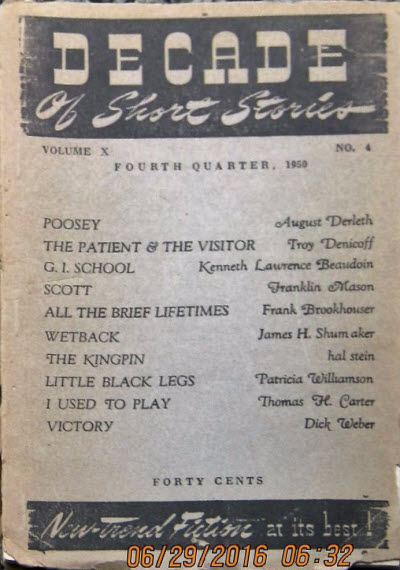 DECADE
Of Short Stories
VOLUME X NO. 4
FOURTH QUARTER, 1950
POOSEY August Derleth
THE PATIENT & THE VISITOR Troy Denicoff
G. I. SCHOOL Kenneth Lawrence Beaudoin
SCOTT Franklin Mason
ALL THE BRIEF LIFETIMES Frank Brookhouser
WETBACK James H. Shumaker
THE KINGPIN hal stein
LITTLE BLACK LEGS Patricia Williamson
I USED TO PLAY Thomas H. Carter
VICTORY Dick Weber
FORTY CENTS
New-trend Fiction at its best!
06/29/2016 06:32